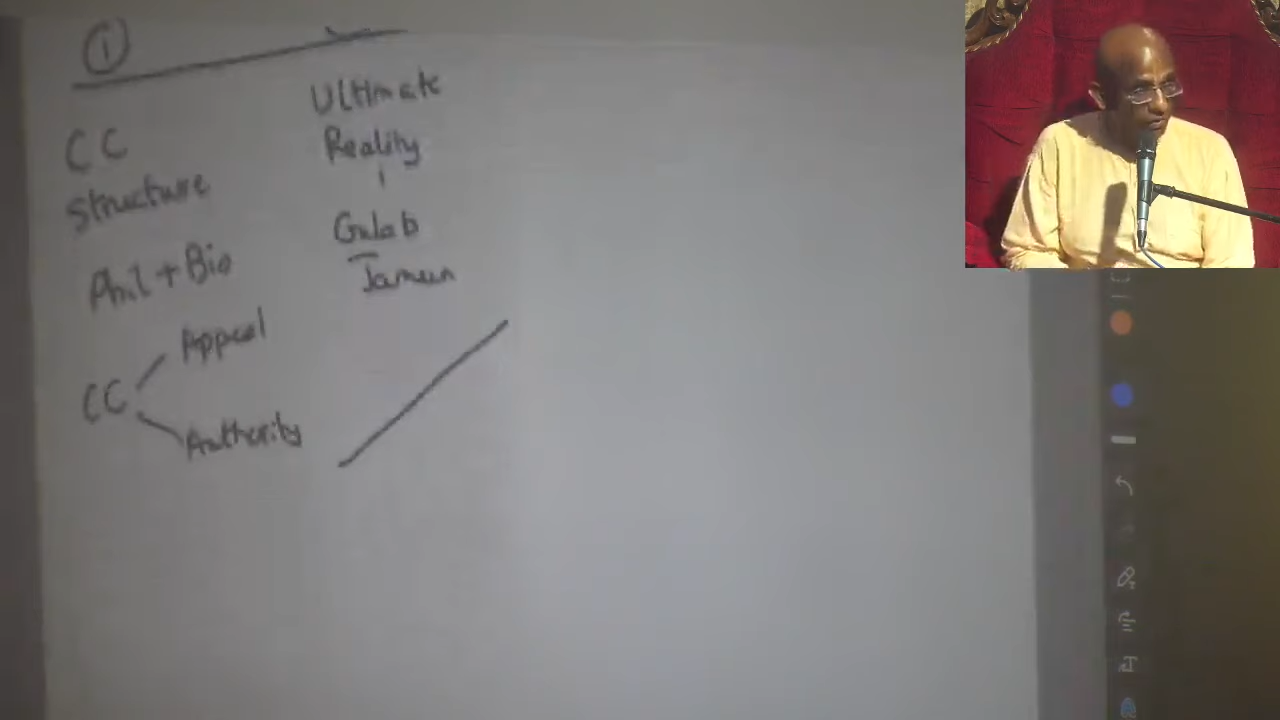 1
CC
Structure
Phil + Bio
CC
Appeal
Authority
Ultimate
Reality
Gulab
Jamun